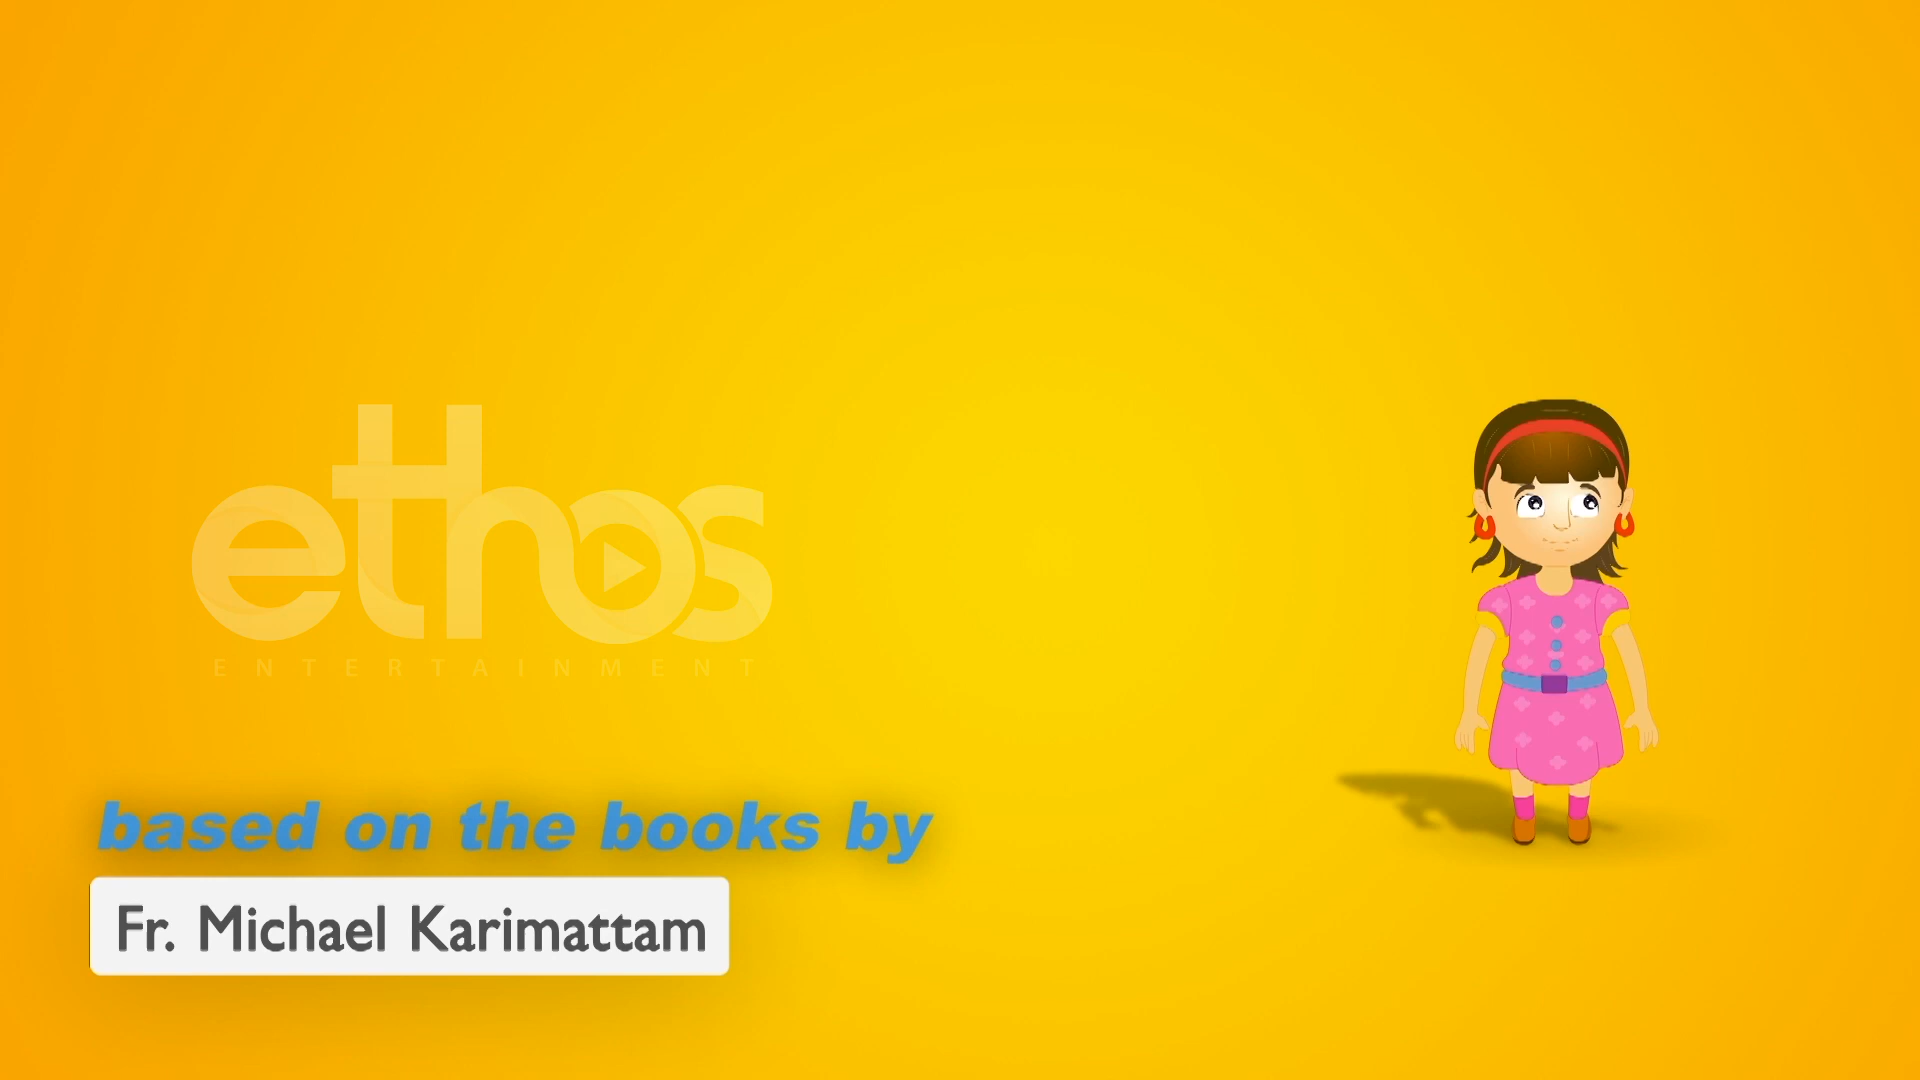 ethos
ENTERTAINMENT
based on the books by
Fr. Michael Karimattam